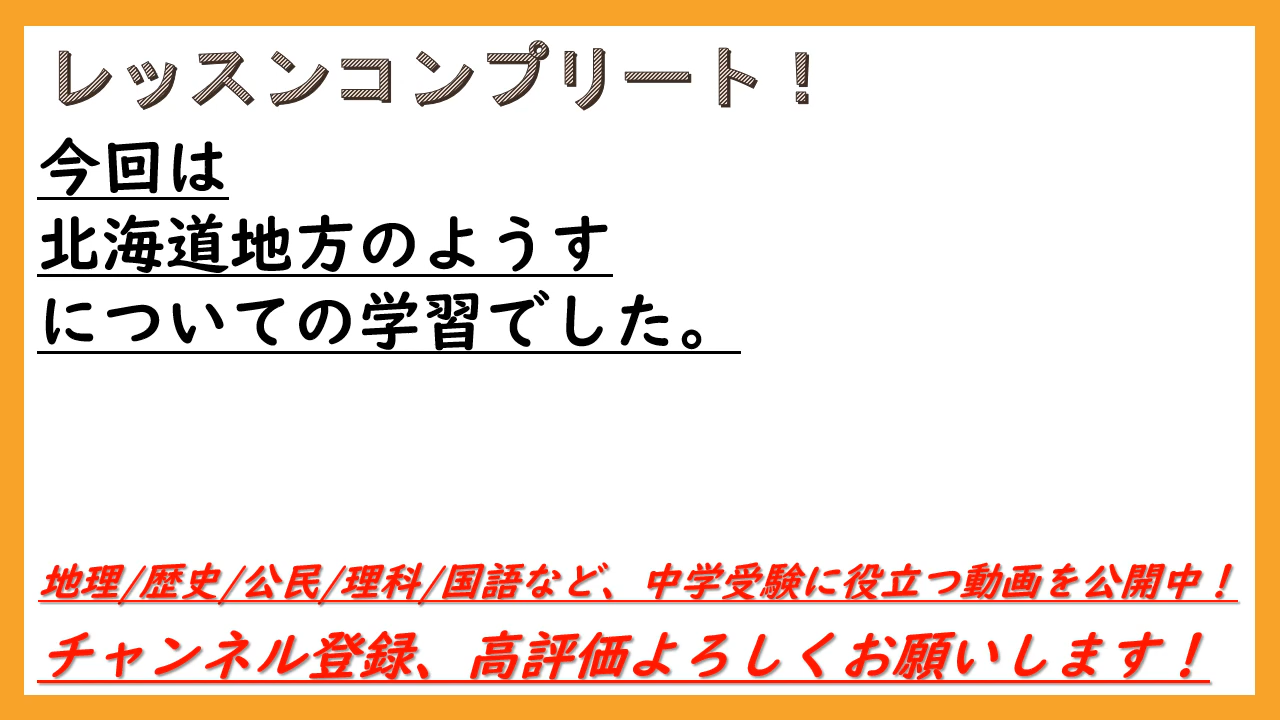 レッスンコンプリート！
今回は
北海道地方のようす
についての学習でした。
地理/歴史/公民/理科/国語など、中学受験に役立つ動画を公開中！
チャンネル登録、高評価よろしくお願いします！